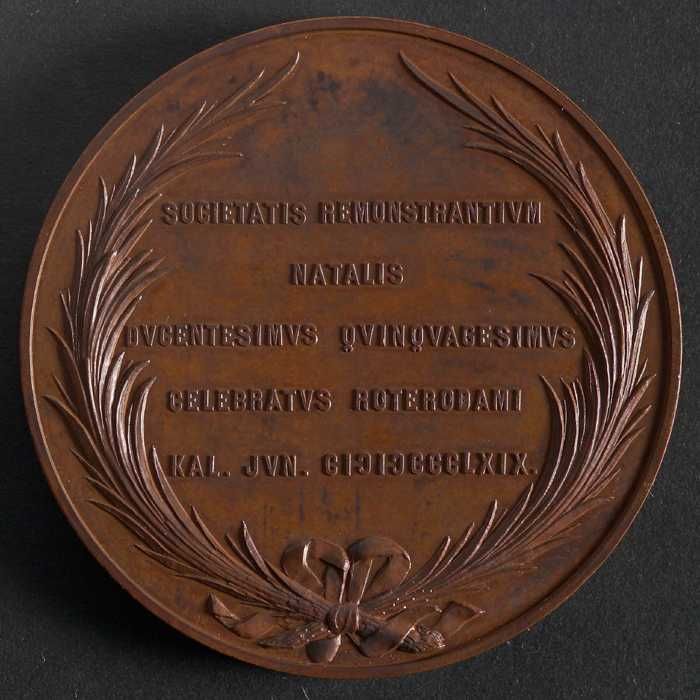 SOCIETATIS REMONSTRANTIVM
NATALIS
DVCENTESIMVS QVINQVAGESIMVS
CELEBRATVS ROTERODAMI
KAL. JVN. CIƆIƆCCCLXIX.